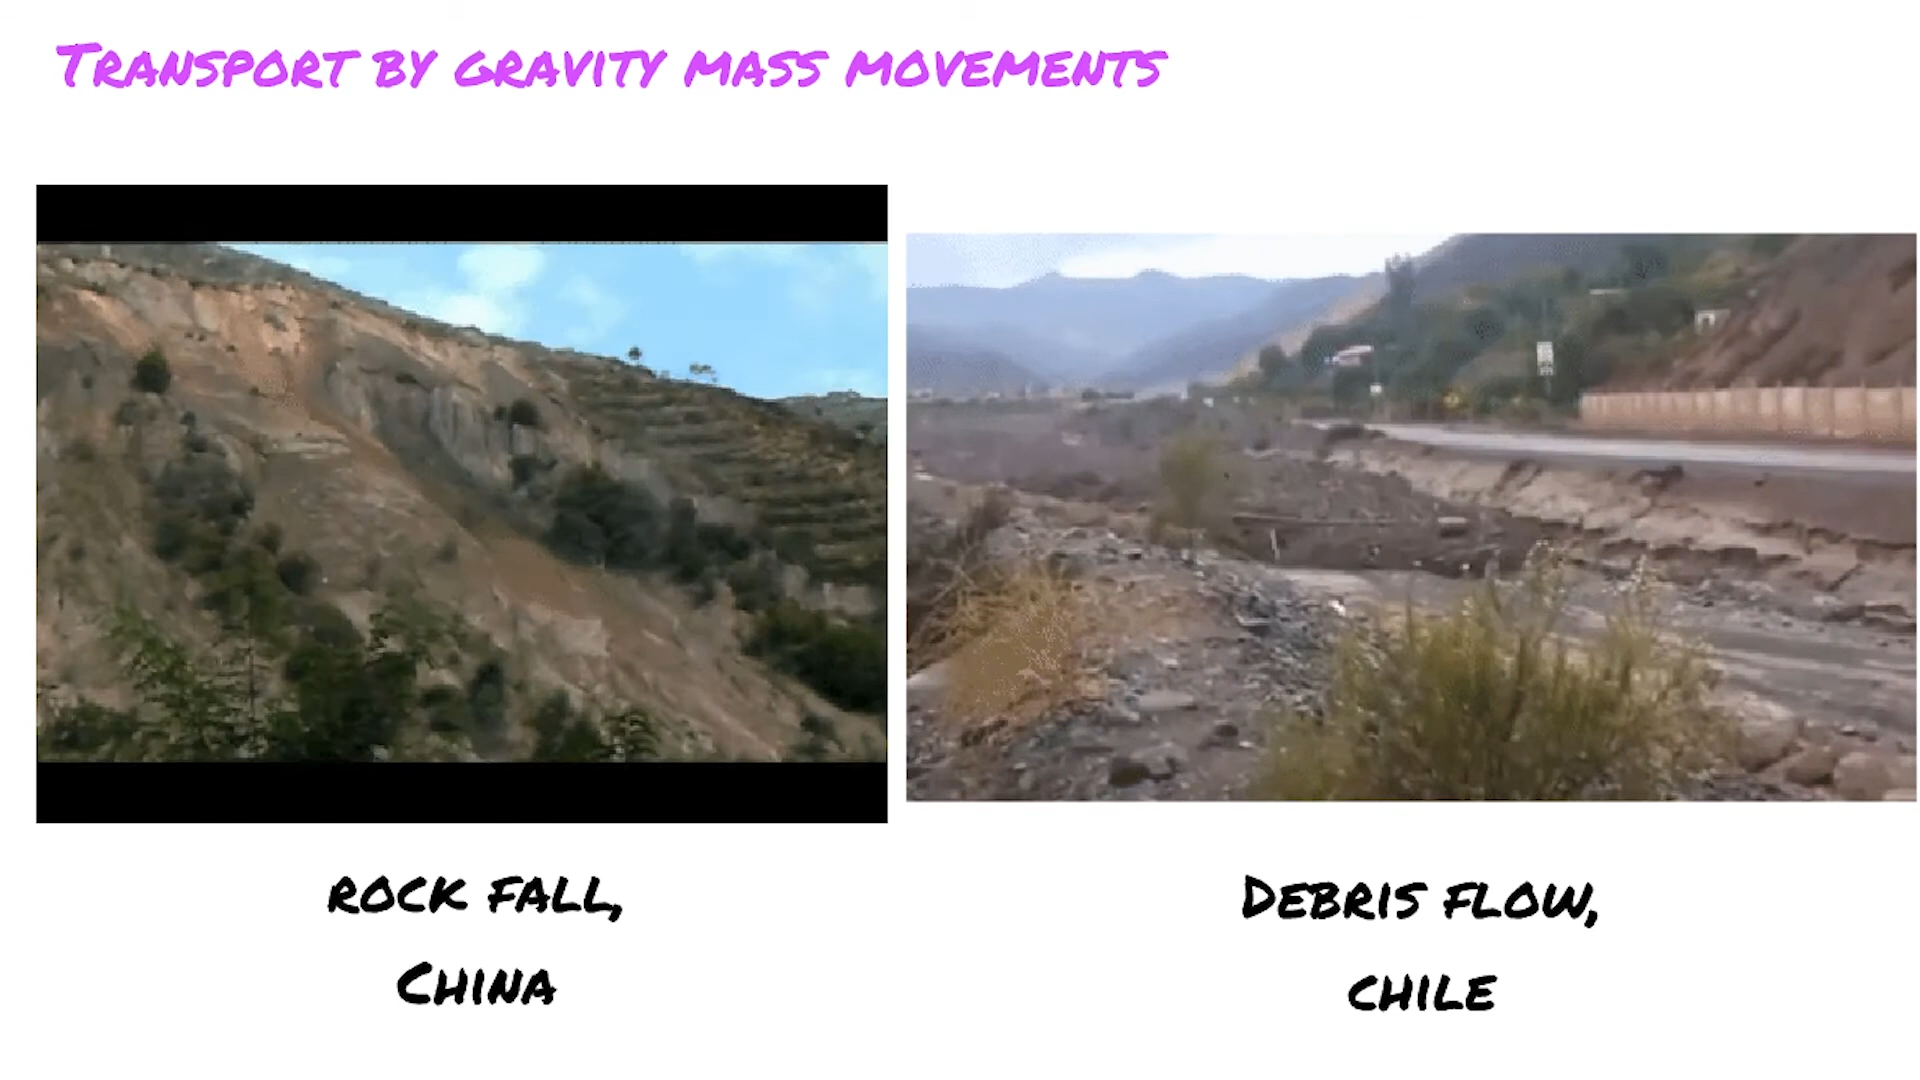 Transport by gravity mass movements
rock fall,
China
Debris flow,
chile